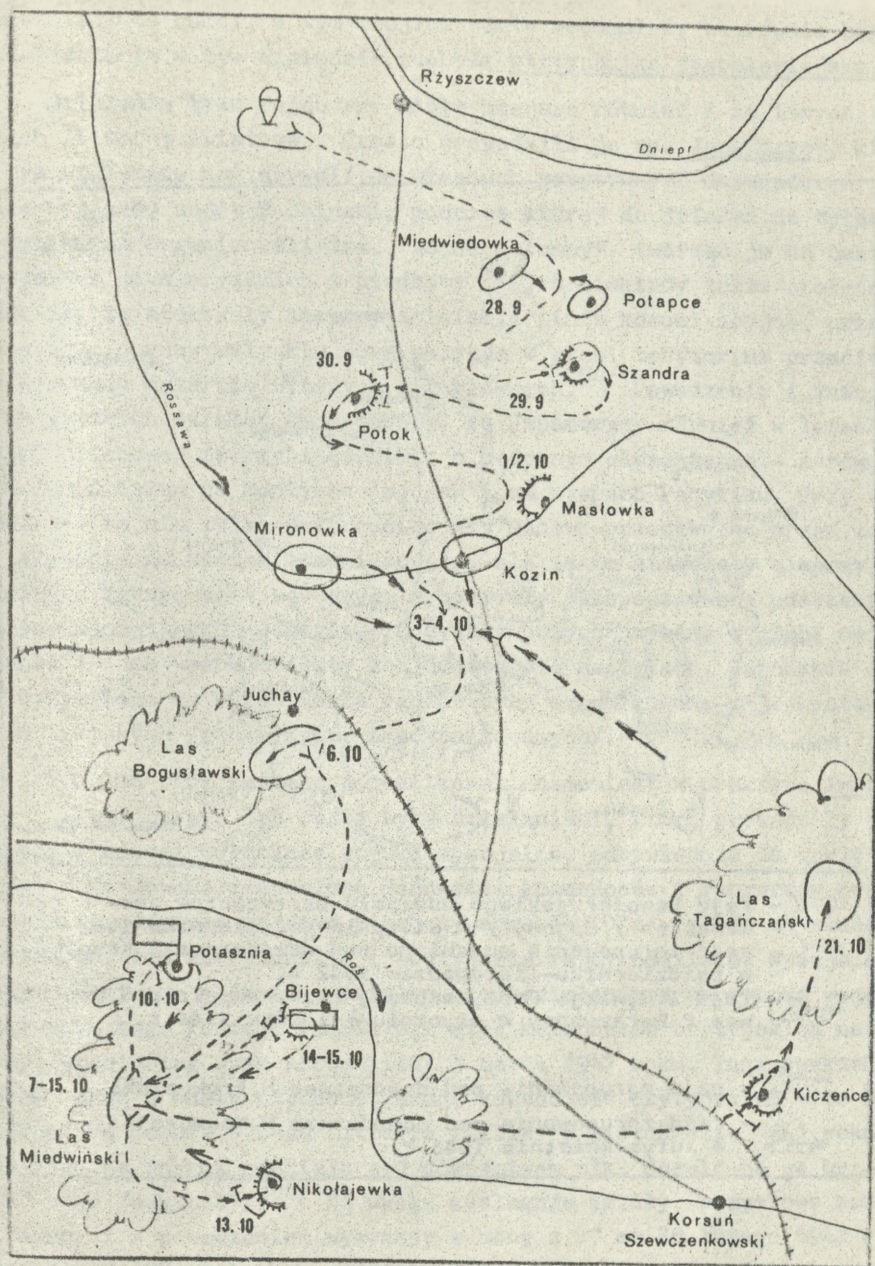 Rżyszczew
Dniepr
Miedwiedowka
28.9
Potapce
Szandra
30.9
29.9
Potok
Rossawa
1/2.10
Masłowka
Mironowka
Kozin
3-4.10
Juchay
Las
Bogusławski
/6.10
Las
Tagańczański
21.10
Potasznia
Roś
10.10
Bijewce
14-15.10
7-15.10
Kiczeńce
Las
Miedwiński
Nikołajewka
13.10
Korsuń
Szewczenkowski